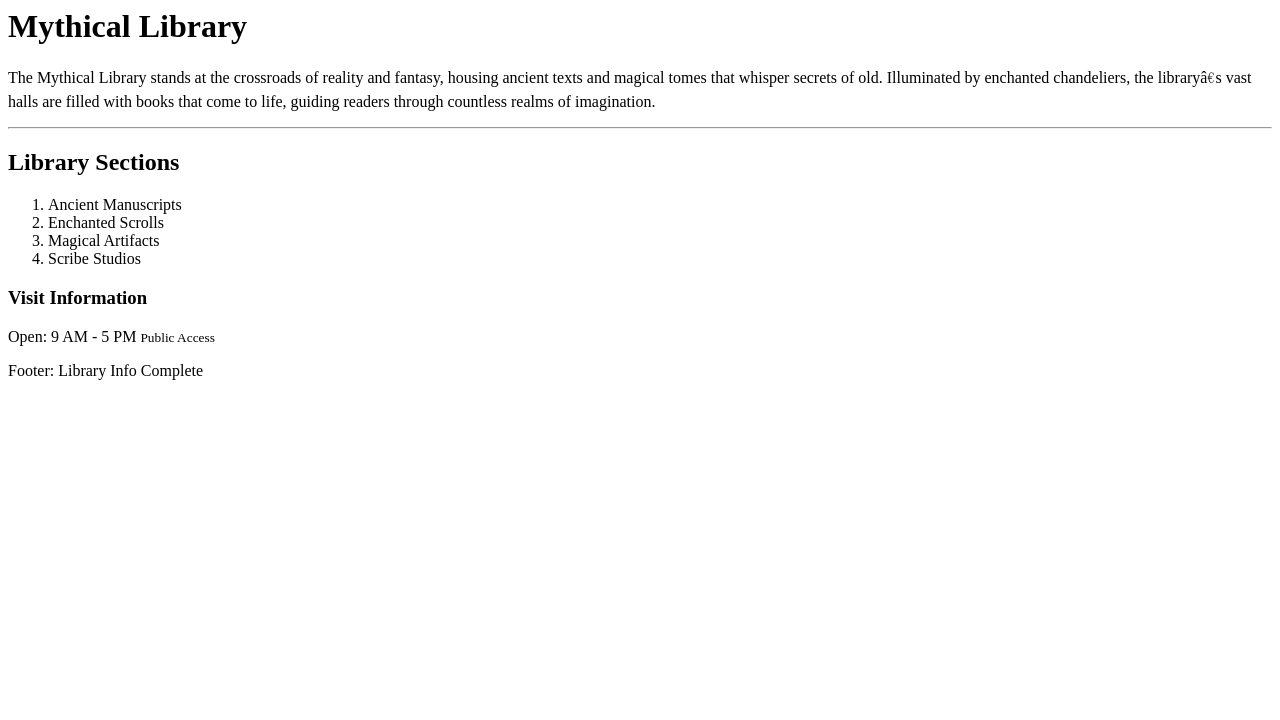 Mythical Library
The Mythical Library stands at the crossroads of reality and fantasy, housing ancient texts and magical tomes that whisper secrets of old. Illuminated by enchanted chandeliers, the libraryâ€s vast
halls are filled with books that come to life, guiding readers through countless realms of imagination.
Library Sections
1. Ancient Manuscripts
2. Enchanted Scrolls
3. Magical Artifacts
4. Scribe Studios
Visit Information
Open: 9 AM - 5 PM Public Access
Footer: Library Info Complete